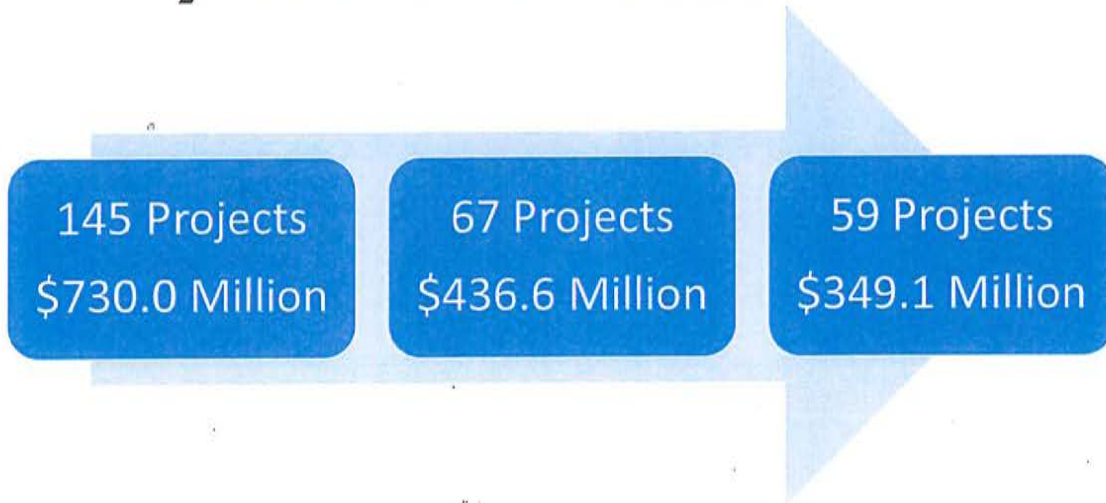 145 Projects
$730.0 Million
67 Projects
$436.6 Million
59 Projects
$349.1 Million